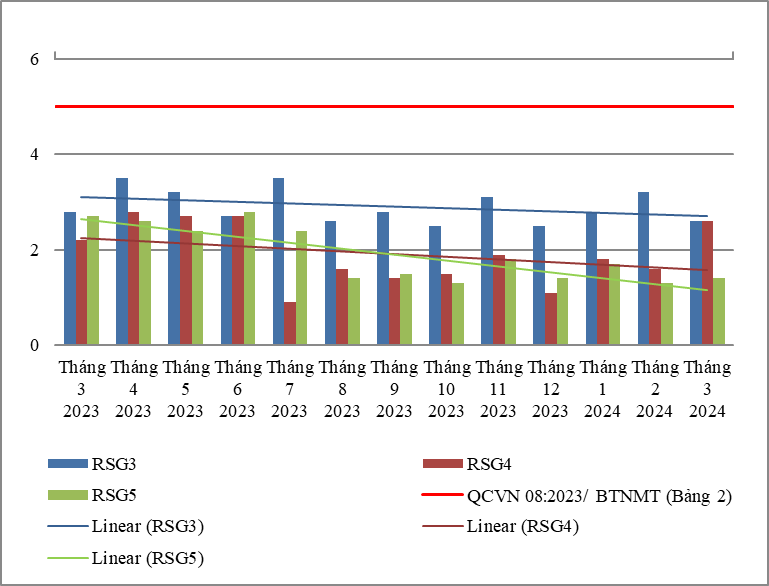 6
4
2
0
Tháng Tháng Tháng Tháng Tháng Tháng Tháng Tháng Tháng Tháng Tháng Tháng Tháng
3 4 5 6 7 8 9 10 11 12 1 2 3
2023 2023 2023 2023 2023 2023 2023 2023 2023 2023 2024 2024 2024
RSG3 RSG4
RSG5 QCVN 08:2023/ BTNMT (Bảng 2)
Linear (RSG3) Linear (RSG4)
Linear (RSG5)